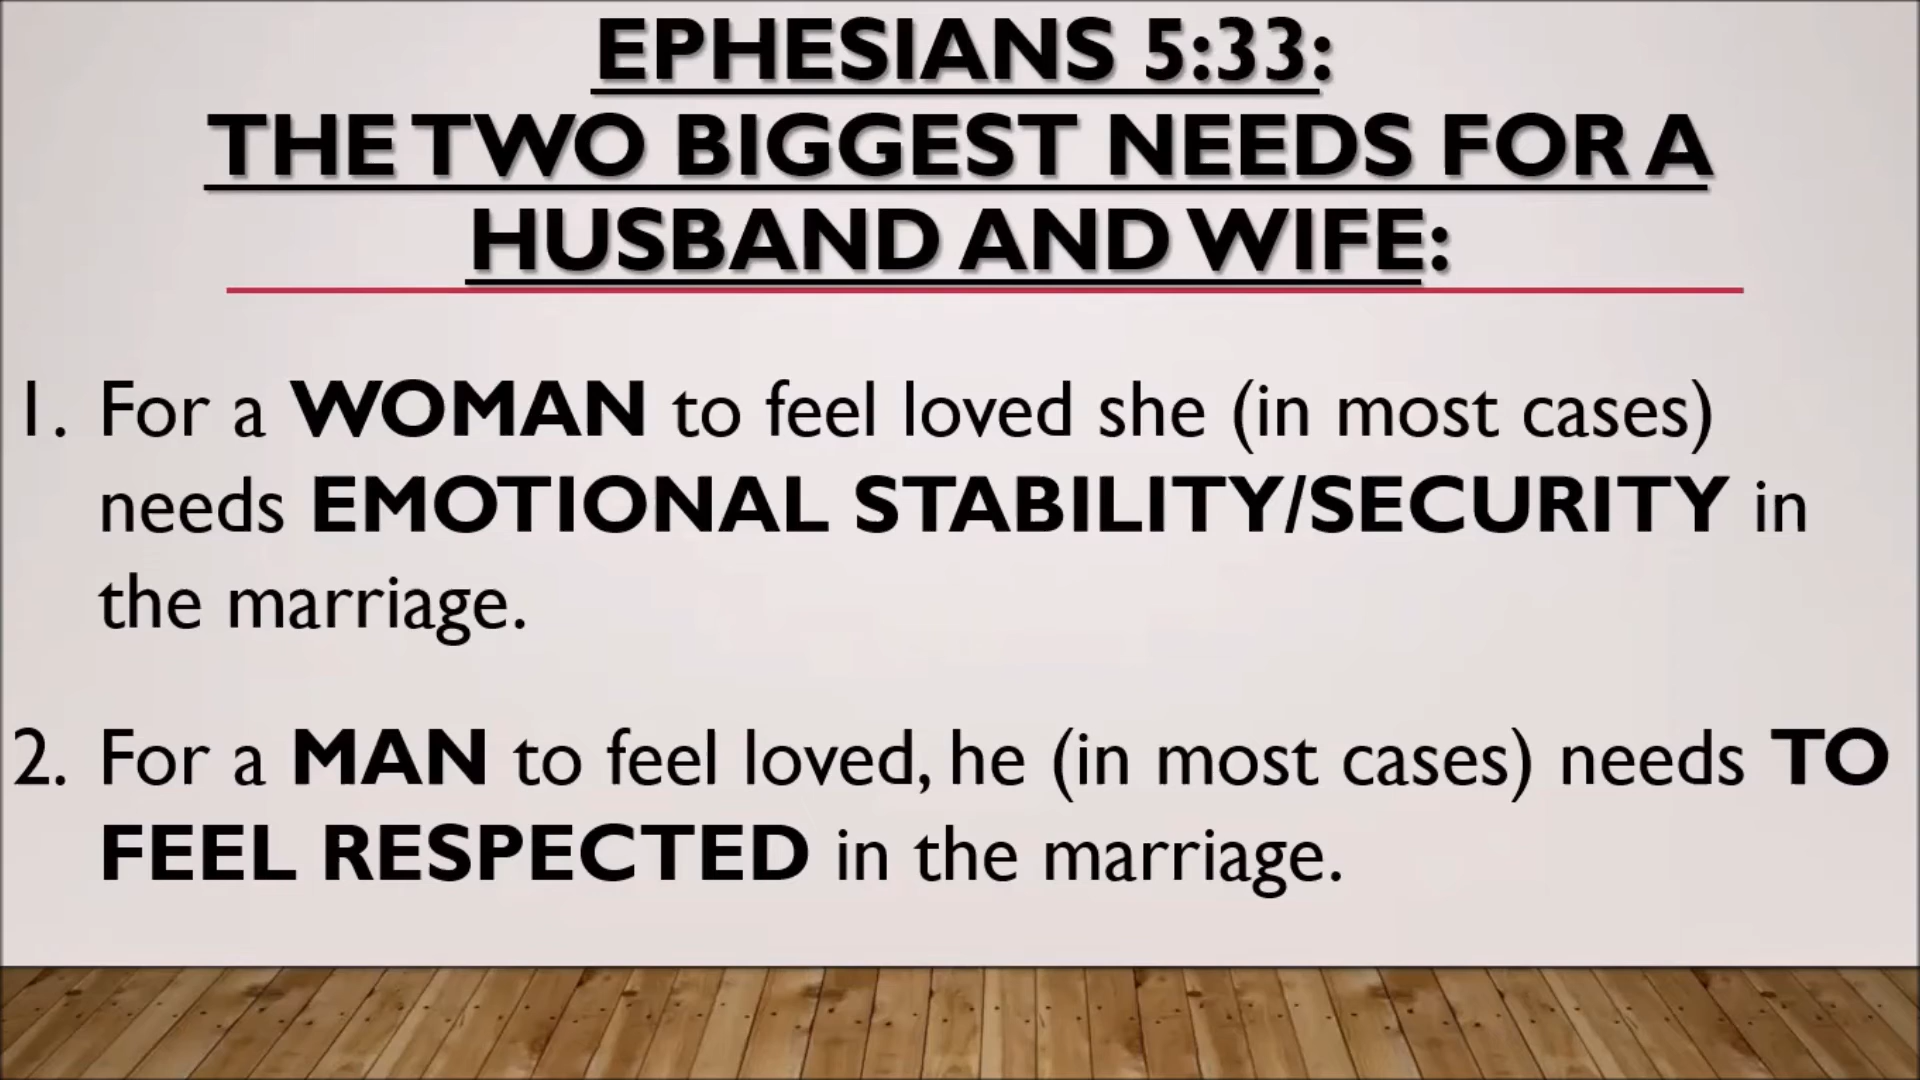 EPHESIANS 5:33:
THE TWO BIGGEST NEEDS FOR A
HUSBAND AND WIFE:
1. For a WOMAN to feel loved she (in most cases)
needs EMOTIONAL STABILITY/SECURITY in
the marriage.
2. For a MAN to feel loved, he (in most cases) needs TO
FEEL RESPECTED in the marriage.